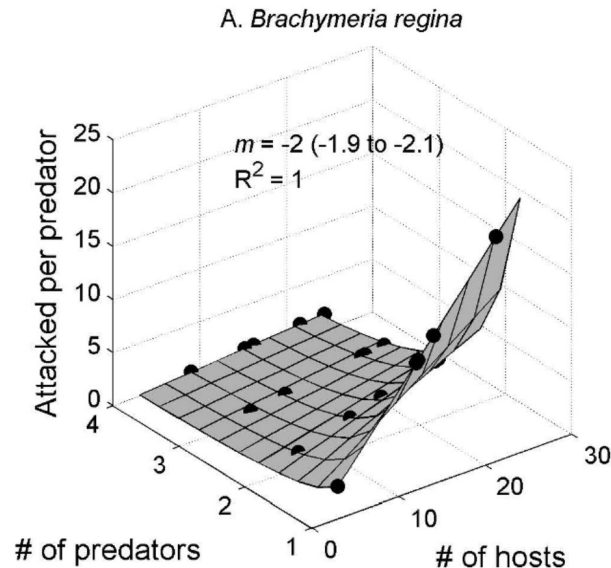 A. Brachymeria regina
m = -2 (-1.9 to -2.1)
R² = 1
Attacked per predator
25
20
15
10
5
0
4
3
2
1
# of predators
0
10
20
30
# of hosts